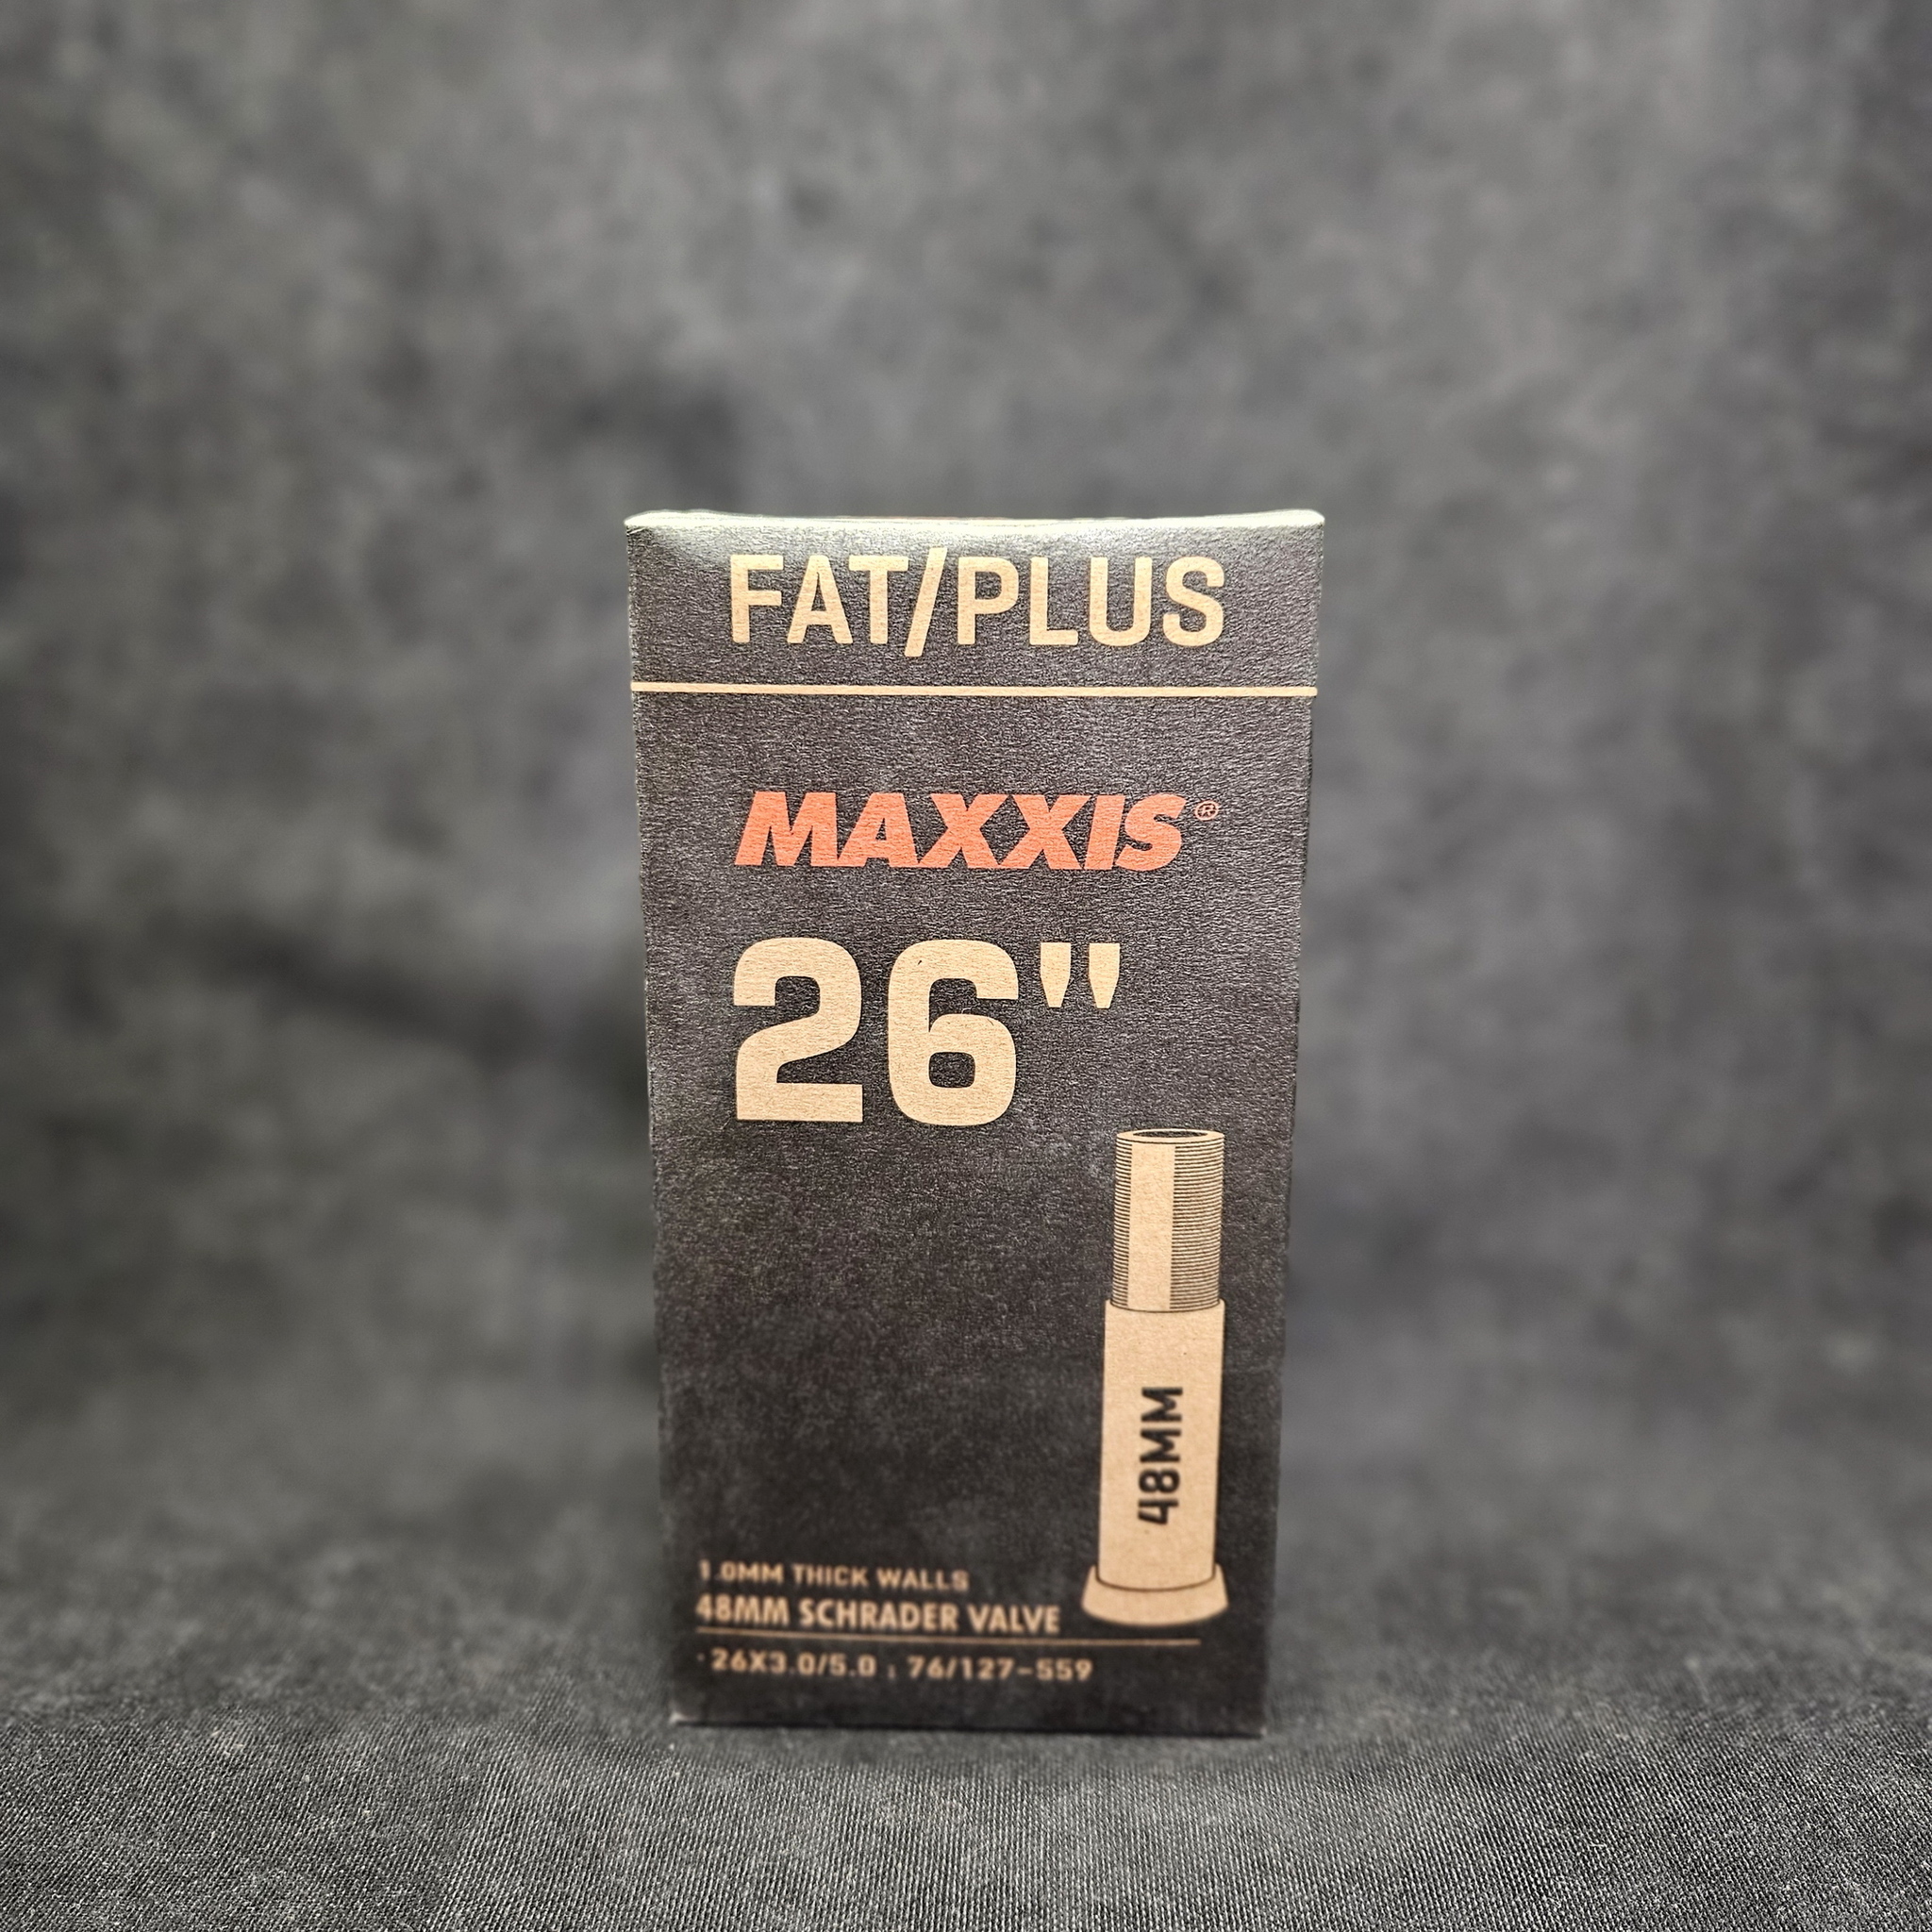 FAT/PLUS
MAXXIS®
26"
48MM
1.0MM THICK WALLS
48MM SCHRADER VALVE
· 26X3.0/5.0 ; 76/127-559